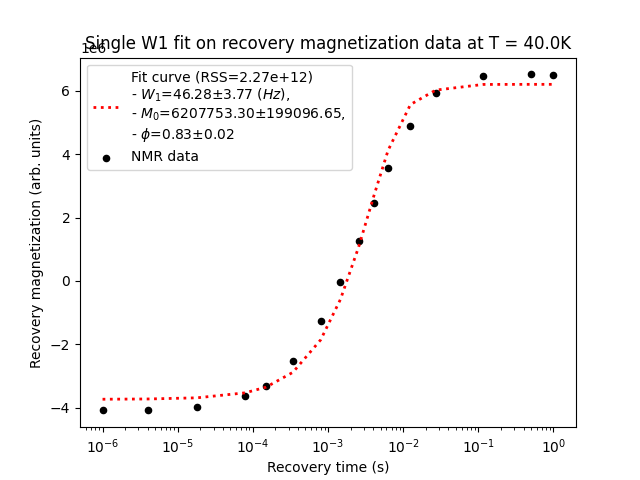 Single W1 fit on recovery magnetization data at T = 40.0K
1e6
Fit curve (RSS=2.27e+12)
- W₁=46.28±3.77 (Hz),
- M₀=6207753.30±199096.65,
- ϕ=0.83±0.02
NMR data
6
4
2
0
−2
−4
Recovery magnetization (arb. units)
10⁻⁶ 10⁻⁵ 10⁻⁴ 10⁻³ 10⁻² 10⁻¹ 10⁰
Recovery time (s)